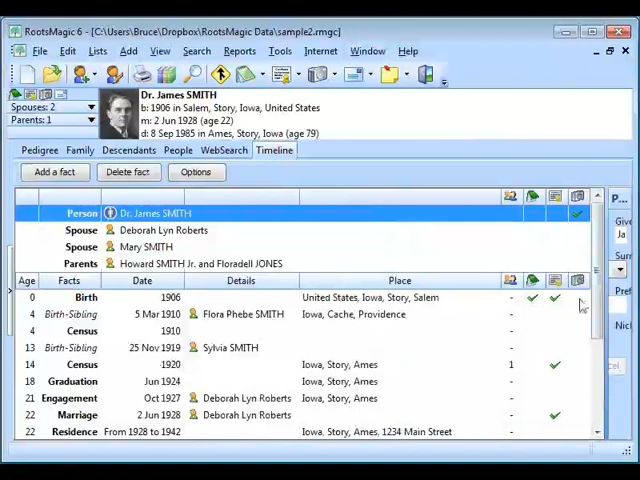 RootsMagic 6 - [C:\Users\Bruce\Dropbox\RootsMagic Data\sample2.rmgc]
File Edit Lists Add View Search Reports Tools Internet Window Help
Dr. James SMITH
Spouses: 2 b: 1906 in Salem, Story, Iowa, United States
Parents: 1 m: 2 Jun 1928 (age 22)
d: 8 Sep 1985 in Ames, Story, Iowa (age 79)
Pedigree Family Descendants People WebSearch Timeline
Add a fact Delete fact Options
Person Dr. James SMITH
Spouse Deborah Lyn Roberts
Spouse Mary SMITH
Parents Howard SMITH Jr. and Floradell JONES
Age Facts Date Details Place
0 Birth 1906 United States, Iowa, Story, Salem -
4 Birth-Sibling 5 Mar 1910 Flora Phebe SMITH Iowa, Cache, Providence -
4 Census 1910 -
13 Birth-Sibling 25 Nov 1919 Sylvia SMITH -
14 Census 1920 Iowa, Story, Ames 1
18 Graduation Jun 1924 Iowa, Story, Ames -
21 Engagement Oct 1927 Deborah Lyn Roberts Iowa, Story, Ames -
22 Marriage 2 Jun 1928 Deborah Lyn Roberts -
22 Residence From 1928 to 1942 Iowa, Story, Ames, 1234 Main Street -
P...
Give
Ja
Pref
Nick
cel